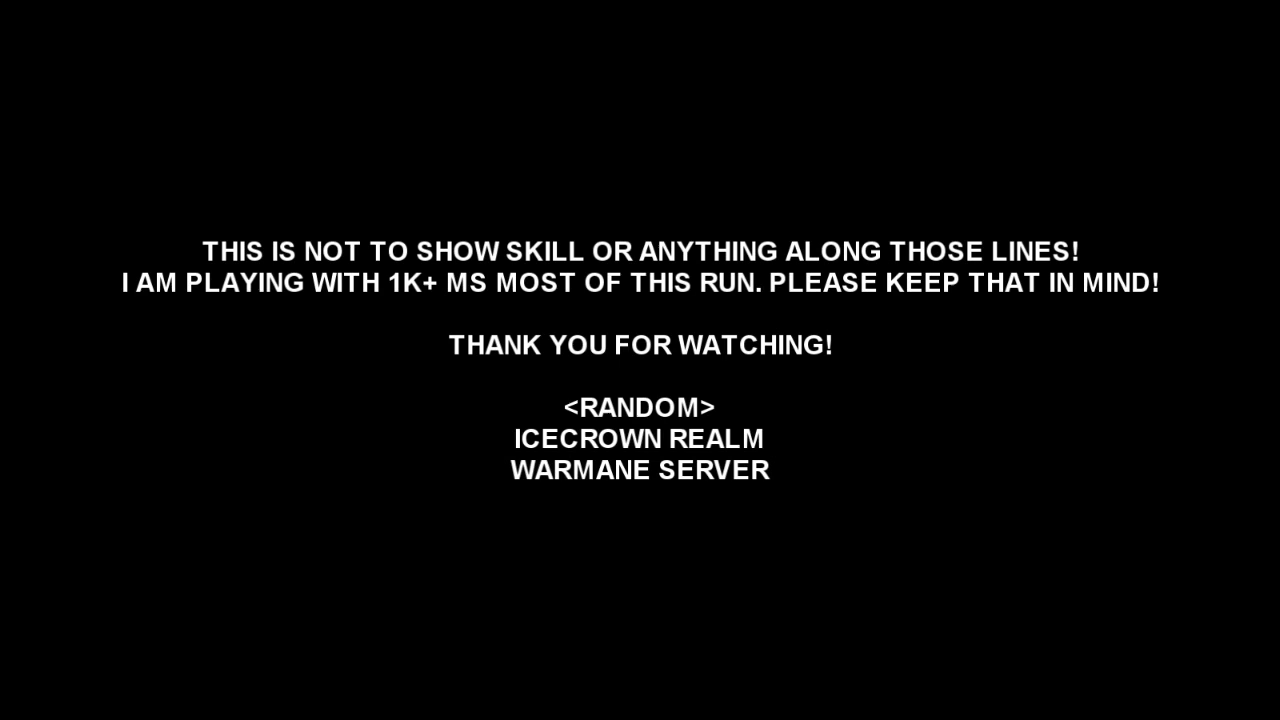 THIS IS NOT TO SHOW SKILL OR ANYTHING ALONG THOSE LINES!
I AM PLAYING WITH 1K+ MS MOST OF THIS RUN. PLEASE KEEP THAT IN MIND!
THANK YOU FOR WATCHING!
<RANDOM>
ICECROWN REALM
WARMANE SERVER